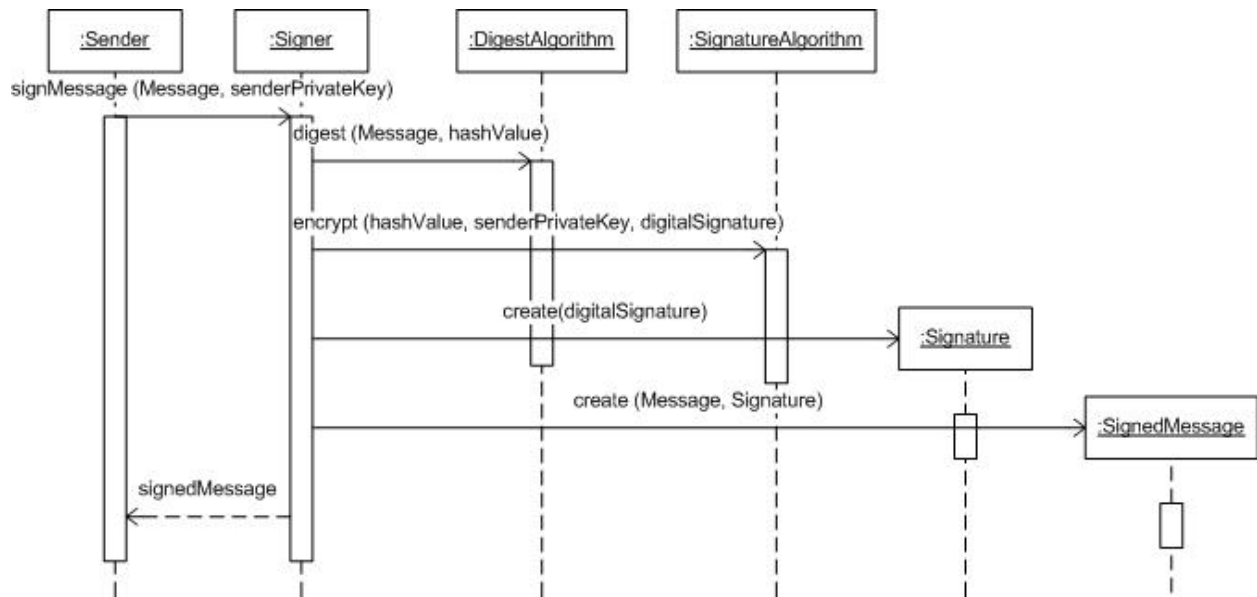 :Sender
:Signer
:DigestAlgorithm
:SignatureAlgorithm
signMessage (Message, senderPrivateKey)
digest (Message, hashValue)
encrypt (hashValue, senderPrivateKey, digitalSignature)
create(digitalSignature)
:Signature
create (Message, Signature)
:SignedMessage
signedMessage